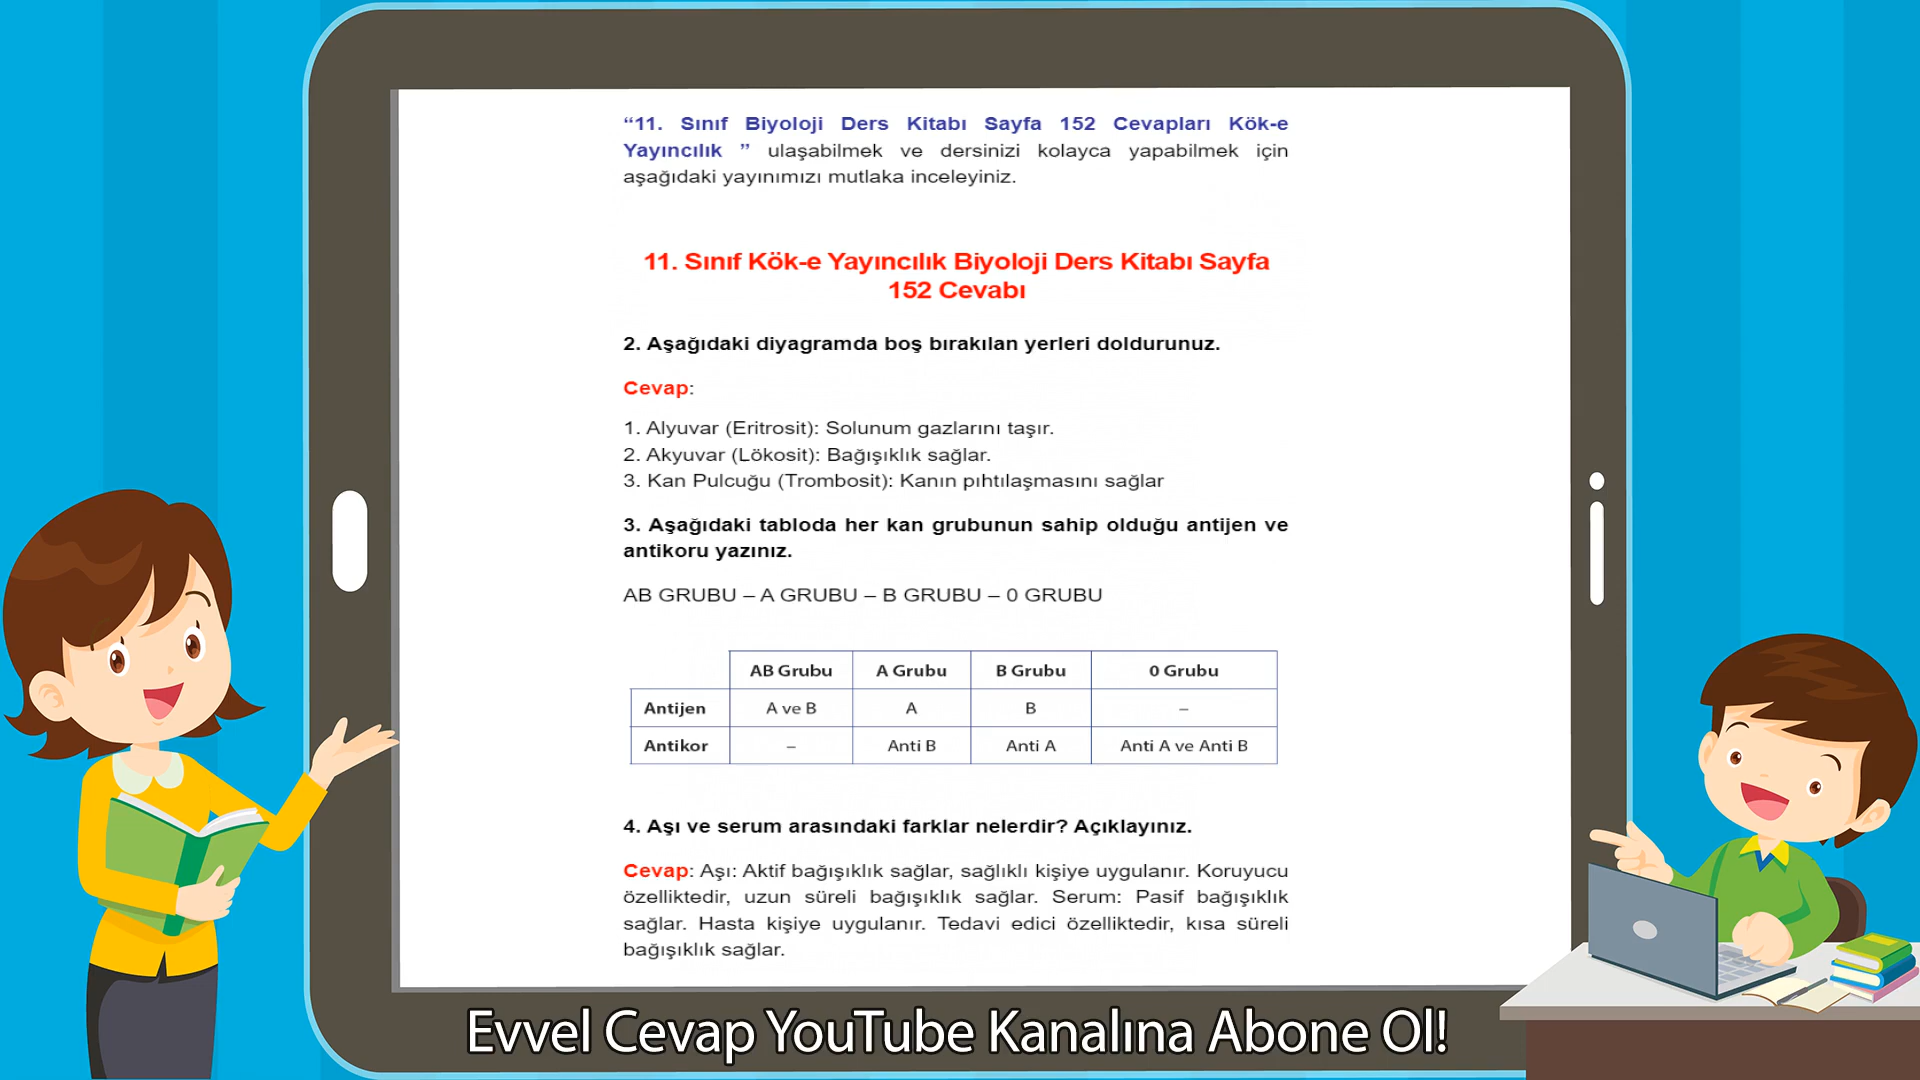 “11. Sınıf Biyoloji Ders Kitabı Sayfa 152 Cevapları Kök-e
Yayıncılık ” ulaşabilmek ve dersinizi kolayca yapabilmek için
aşağıdaki yayınımızı mutlaka inceleyiniz.
11. Sınıf Kök-e Yayıncılık Biyoloji Ders Kitabı Sayfa
152 Cevabı
2. Aşağıdaki diyagramda boş bırakılan yerleri doldurunuz.
Cevap:
1. Alyuvar (Eritrosit): Solunum gazlarını taşır.
2. Akyuvar (Lökosit): Bağışıklık sağlar.
3. Kan Pulcuğu (Trombosit): Kanın pıhtılaşmasını sağlar
3. Aşağıdaki tabloda her kan grubunun sahip olduğu antijen ve
antikoru yazınız.
AB GRUBU – A GRUBU – B GRUBU – 0 GRUBU
AB Grubu A Grubu B Grubu 0 Grubu
Antijen A ve B A B –
Antikor – Anti B Anti A Anti A ve Anti B
4. Aşı ve serum arasındaki farklar nelerdir? Açıklayınız.
Cevap: Aşı: Aktif bağışıklık sağlar, sağlıklı kişiye uygulanır. Koruyucu
özelliktedir, uzun süreli bağışıklık sağlar. Serum: Pasif bağışıklık
sağlar. Hasta kişiye uygulanır. Tedavi edici özelliktedir, kısa süreli
bağışıklık sağlar.
Evvel Cevap YouTube Kanalına Abone Ol!